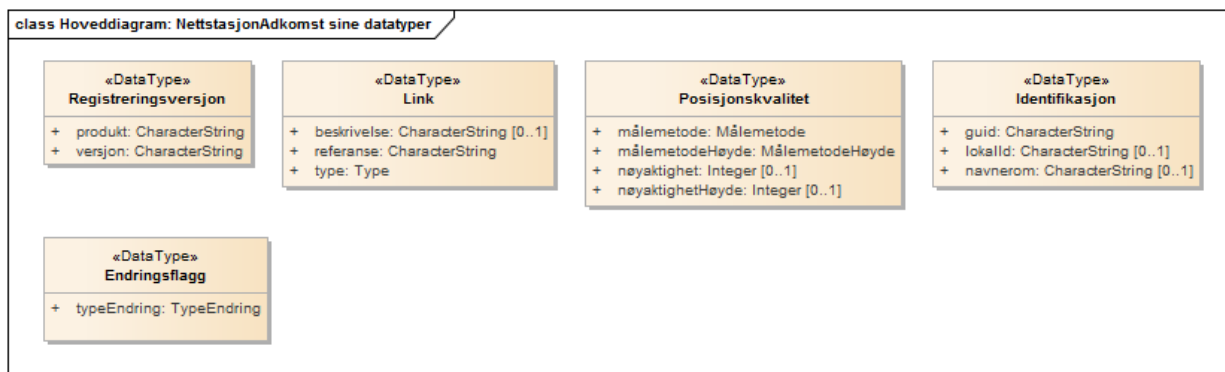 class Hoveddiagram: NettstasjonAdkomst sine datatyper
«DataType»
Registreringsversjon
+ produkt: CharacterString
+ versjon: CharacterString
«DataType»
Link
+ beskrivelse: CharacterString [0..1]
+ referanse: CharacterString
+ type: Type
«DataType»
Posisjonskvalitet
+ målemetode: Målemetode
+ målemetodeHøyde: MålemetodeHøyde
+ nøyaktighet: Integer [0..1]
+ nøyaktighetHøyde: Integer [0..1]
«DataType»
Identifikasjon
+ guid: CharacterString
+ lokalId: CharacterString [0..1]
+ navnerom: CharacterString [0..1]
«DataType»
Endringsflagg
+ typeEndring: TypeEndring